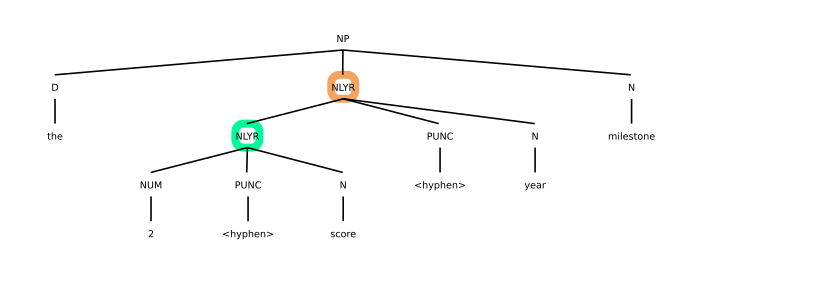 NP
D NLYR N
the NLYR PUNC N milestone
NUM PUNC N <hyphen> year
2 <hyphen> score